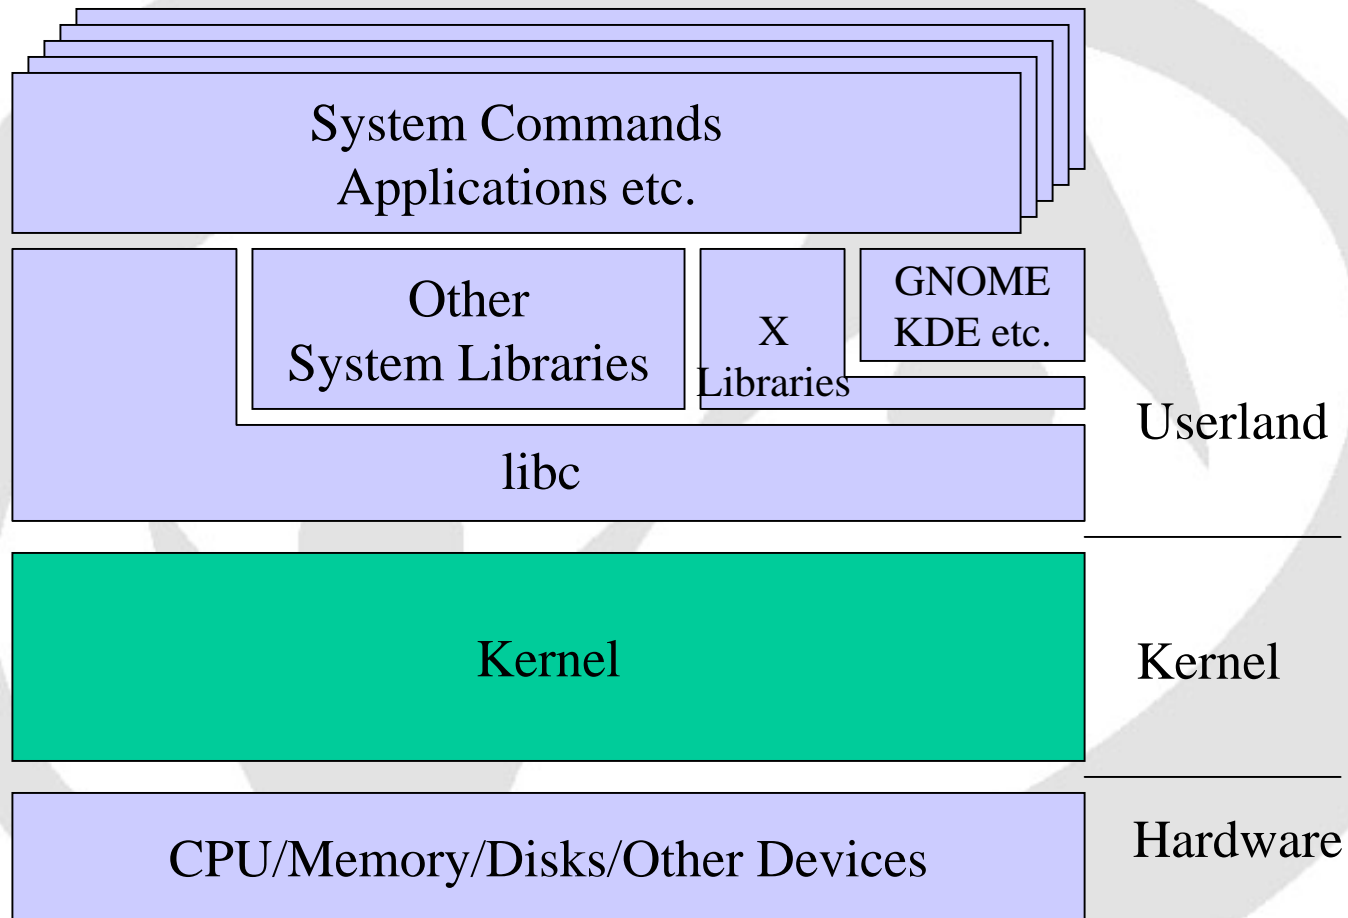 System Commands
Applications etc.
Other
System Libraries
X
Libraries
GNOME
KDE etc.
Userland
libc
Kernel
Kernel
CPU/Memory/Disks/Other Devices
Hardware